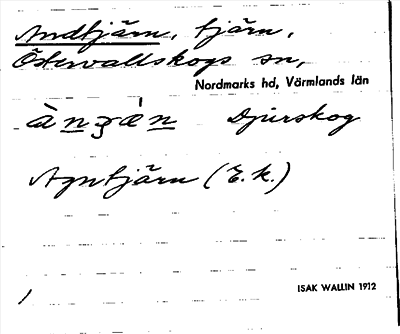 Andtjärn, tjärn,
Östervallskogs sn,
Nordmarks hd, Värmlands län
à n ʒ ǽ n Djurskog
Agntjärn (E.K.)
ISAK WALLIN 1912